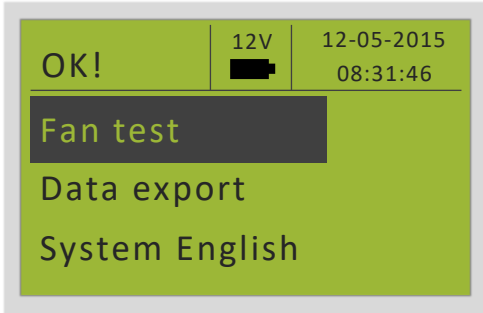 OK!
12V
12-05-2015
08:31:46
Fan test
Data export
System English